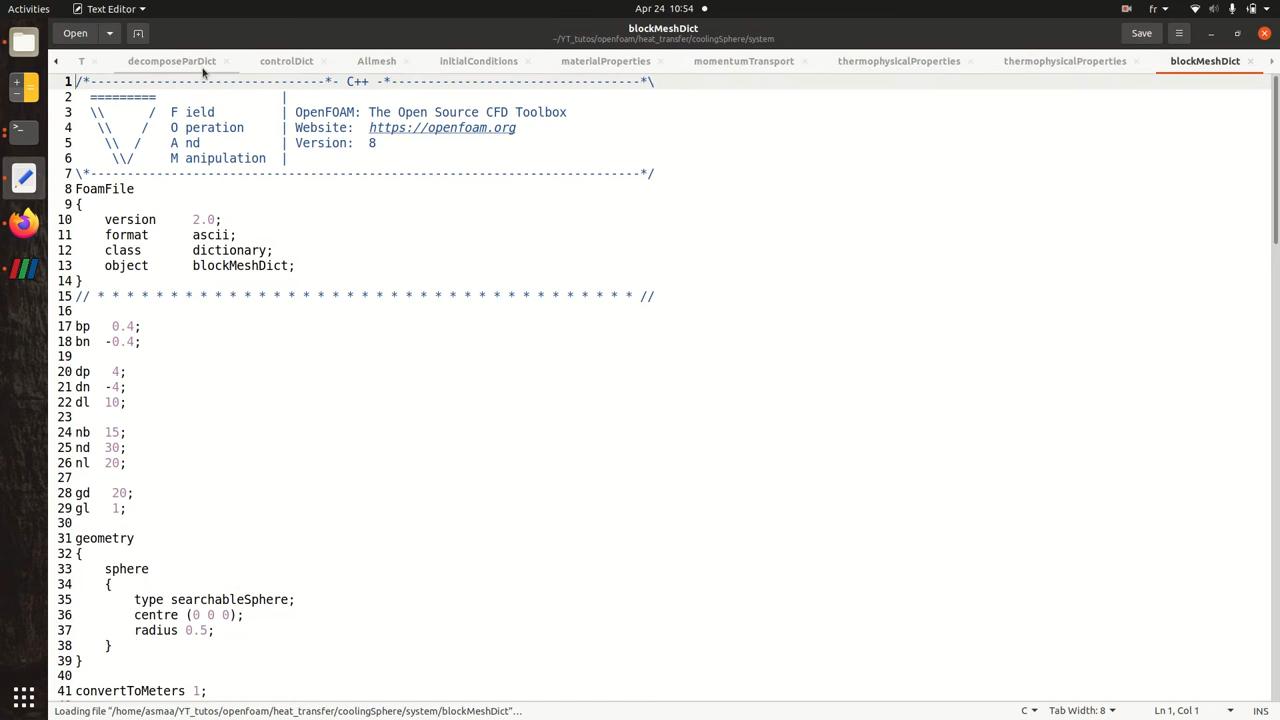 Activities
Text Editor
Apr 24 10:54
fr
Open
blockMeshDict
~/YT_tutos/openfoam/heat_transfer/coolingSphere/system
Save
T
decomposeParDict
controlDict
Allmesh
initialConditions
materialProperties
momentumTransport
thermophysicalProperties
thermophysicalProperties
blockMeshDict
1 /*--------------------------------*- C++ -*----------------------------------*\
2   =========                 |
3   \\      /  F ield         | OpenFOAM: The Open Source CFD Toolbox
4    \\    /   O peration     | Website:  https://openfoam.org
5     \\  /    A nd           | Version:  8
6      \\/     M anipulation  |
7 \*---------------------------------------------------------------------------*/
8 FoamFile
9 {
10     version     2.0;
11     format      ascii;
12     class       dictionary;
13     object      blockMeshDict;
14 }
15 // * * * * * * * * * * * * * * * * * * * * * * * * * * * * * * * * * * * * * //
16
17 bp   0.4;
18 bn  -0.4;
19
20 dp   4;
21 dn  -4;
22 dl  10;
23
24 nb  15;
25 nd  30;
26 nl  20;
27
28 gd   20;
29 gl   1;
30
31 geometry
32 {
33     sphere
34     {
35         type searchableSphere;
36         centre (0 0 0);
37         radius 0.5;
38     }
39 }
40
41 convertToMeters 1;
Loading file "/home/asmaa/YT_tutos/openfoam/heat_transfer/coolingSphere/system/blockMeshDict"…
C
Tab Width: 8
Ln 1, Col 1
INS